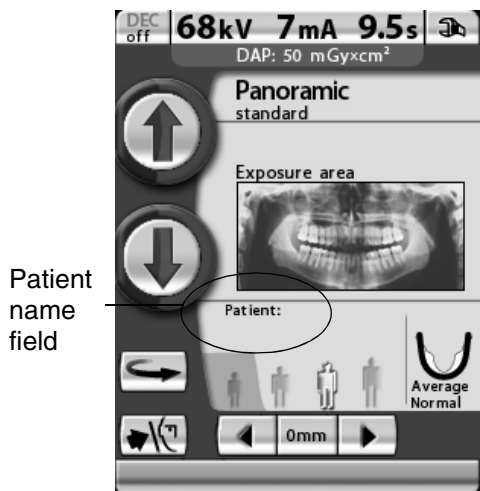 DEC
off
68kV 7mA 9.5s
DAP: 50 mGy×cm²
Panoramic
standard
Exposure area
Patient
name
field
Patient:
Average
Normal
0mm